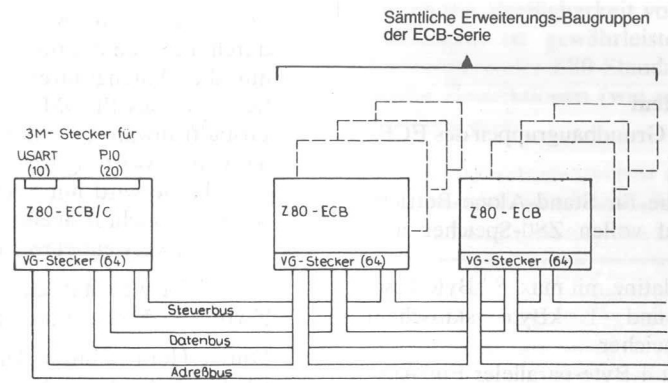 Sämtliche Erweiterungs-Baugruppen
der ECB-Serie
3M- Stecker für
USART
(10)
PIO
(20)
Z80-ECB/C
Z80-ECB
Z80-ECB
VG-Stecker (64)
VG-Stecker (64)
VG-Stecker (64)
Steuerbus
Datenbus
Adreßbus